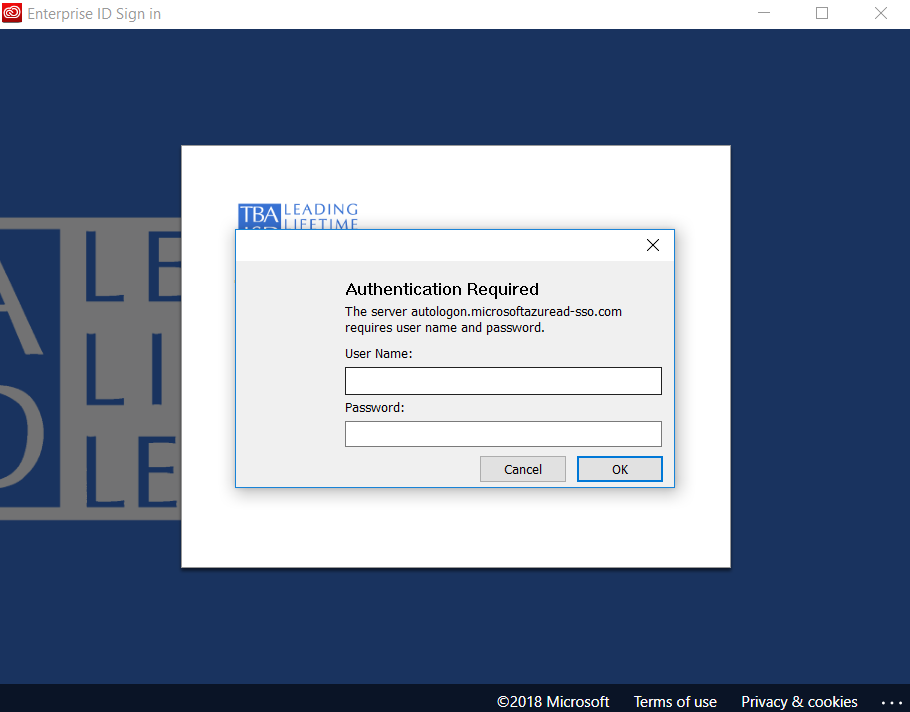 Enterprise ID Sign in
TBA LEADING
LIFETIME
Authentication Required
The server autologon.microsoftazuread-sso.com
requires user name and password.
User Name:
Password:
Cancel OK
©2018 Microsoft Terms of use Privacy & cookies ...